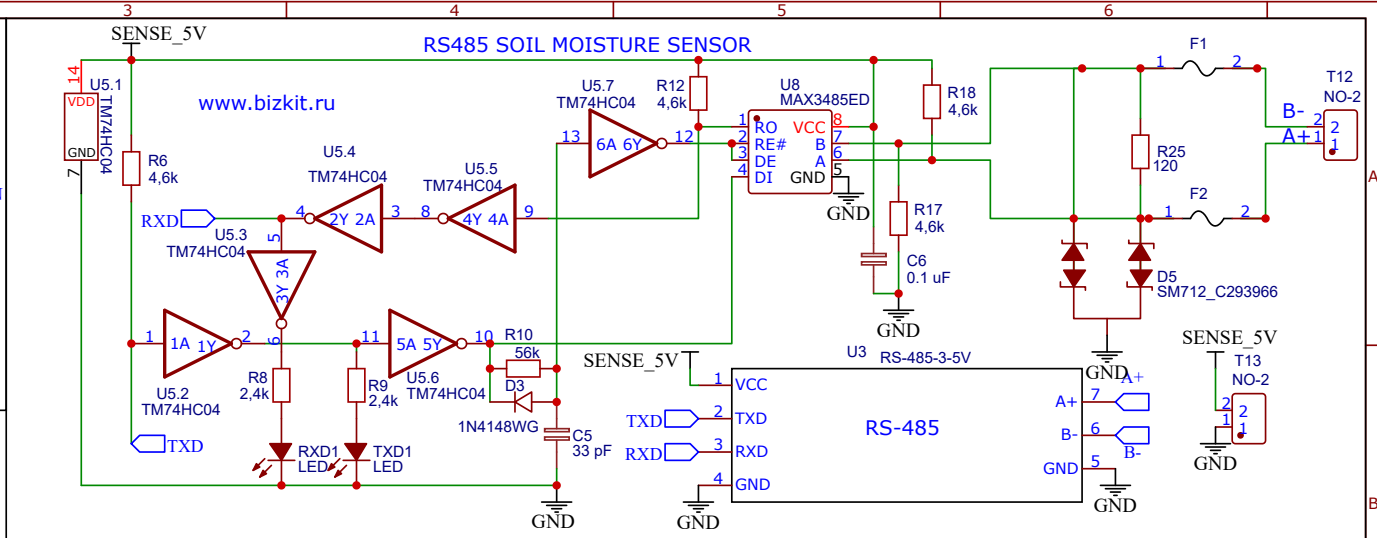 3 4 5 6
SENSE_5V
RS485 SOIL MOISTURE SENSOR
www.bizkit.ru
14
U5.1
VDD
TM74HC04
GND
7
R6
4,6k
RXD
U5.4
TM74HC04
4 2Y 2A 3
U5.5
TM74HC04
8 4Y 4A 9
U5.3
TM74HC04
5
3Y 3A
6
U5.7
TM74HC04
13 6A 6Y 12
R12
4,6k
U8
MAX3485ED
1 RO VCC 8
2 RE# B 7
3 DE A 6
4 DI GND 5
GND
R18
4,6k
R17
4,6k
C6
0.1 uF
GND
F1
1 2
T12
NO-2
B- 2 2
A+ 1 1
R25
120
F2
1 2
D5
SM712_C293966
GND
A
1 1A 1Y 2
U5.2
TM74HC04
TXD
R8
2,4k
R9
2,4k
RXD1
LED
TXD1
LED
11 5A 5Y 10
U5.6
TM74HC04
R10
56k
D3
1N4148WG
C5
33 pF
GND
SENSE_5V
U3 RS-485-3-5V
1 VCC
TXD 2 TXD
RXD 3 RXD
4 GND
GND
RS-485
A+ 7 A+
B- 6 B-
GND 5
GND
SENSE_5V
T13
NO-2
2 2
1 1
GND
B